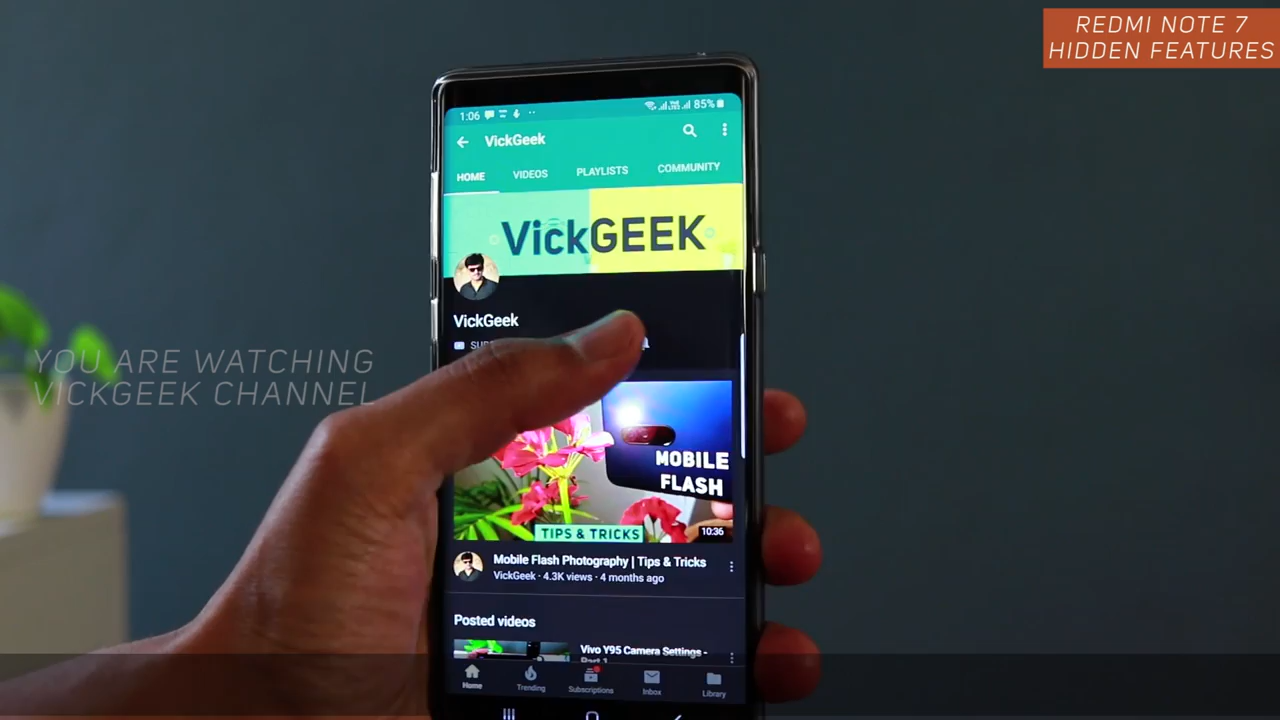 REDMI NOTE 7
HIDDEN FEATURES
1:06
85%
VickGeek
HOME VIDEOS PLAYLISTS COMMUNITY
VickGEEK
VickGeek
YOU ARE WATCHING
VICKGEEK CHANNEL
MOBILE
FLASH
TIPS & TRICKS
10:36
Mobile Flash Photography | Tips & Tricks
VickGeek · 4.3K views · 4 months ago
Posted videos
Vivo Y95 Camera Settings -
Part 1
Home Trending Subscriptions Inbox Library